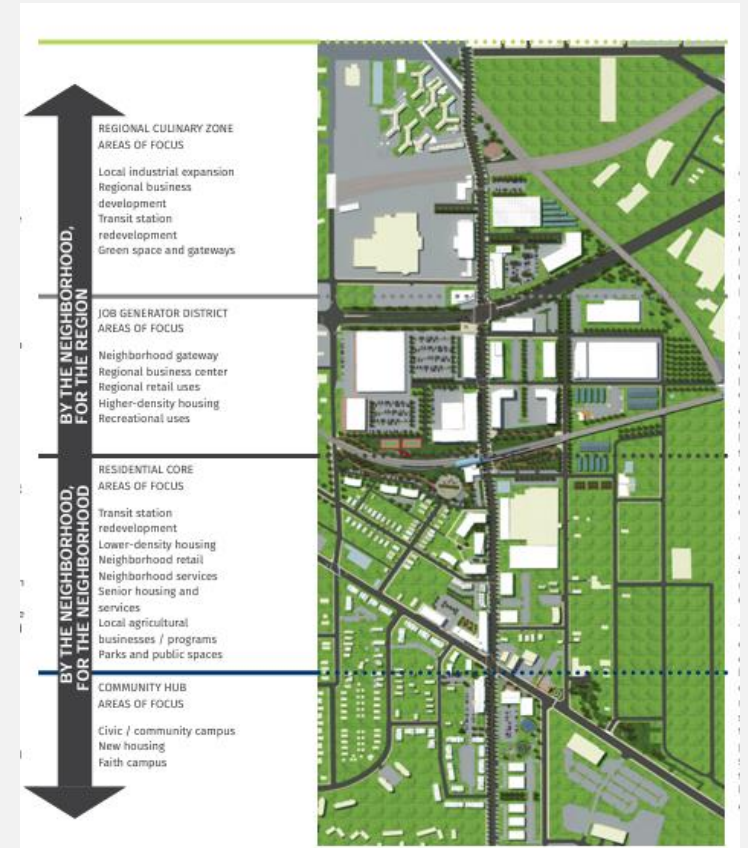 REGIONAL CULINARY ZONE
AREAS OF FOCUS
Local industrial expansion
Regional business
development
Transit station
redevelopment
Green space and gateways
BY THE NEIGHBORHOOD,
FOR THE REGION
JOB GENERATOR DISTRICT
AREAS OF FOCUS
Neighborhood gateway
Regional business center
Regional retail uses
Higher-density housing
Recreational uses
RESIDENTIAL CORE
AREAS OF FOCUS
Transit station
redevelopment
Lower-density housing
Neighborhood retail
Neighborhood services
Senior housing and
services
Local agricultural
businesses / programs
Parks and public spaces
BY THE NEIGHBORHOOD,
FOR THE NEIGHBORHOOD
COMMUNITY HUB
AREAS OF FOCUS
Civic / community campus
New housing
Faith campus